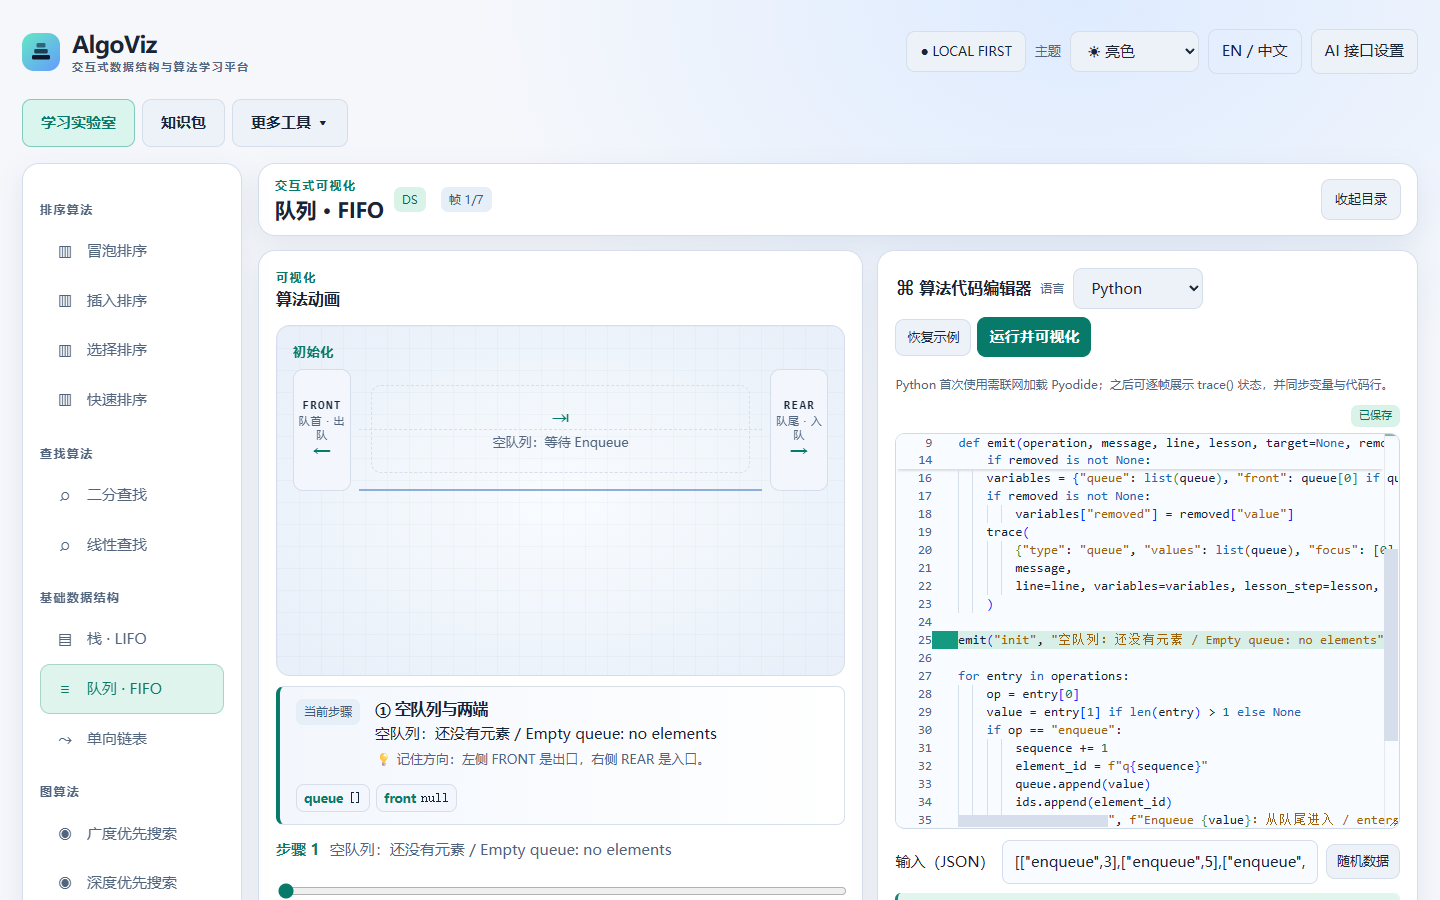 AlgoViz
交互式数据结构与算法学习平台
● LOCAL FIRST
主题
☀ 亮色
EN / 中文
AI 接口设置
学习实验室
知识包
更多工具 ▾
排序算法
冒泡排序
插入排序
选择排序
快速排序
查找算法
二分查找
线性查找
基础数据结构
栈 · LIFO
队列 · FIFO
单向链表
图算法
广度优先搜索
深度优先搜索
交互式可视化
队列 • FIFO
DS
帧 1/7
收起目录
可视化
算法动画
初始化
FRONT
队首 · 出
队
←
⇥
空队列：等待 Enqueue
REAR
队尾 · 入
队
→
当前步骤
① 空队列与两端
空队列：还没有元素 / Empty queue: no elements
💡 记住方向：左侧 FRONT 是出口，右侧 REAR 是入口。
queue []
front null
步骤 1 空队列：还没有元素 / Empty queue: no elements
⌘ 算法代码编辑器
语言
Python
恢复示例
运行并可视化
Python 首次使用需联网加载 Pyodide；之后可逐帧展示 trace() 状态，并同步变量与代码行。
已保存
9 def emit(operation, message, line, lesson, target=None, remo
14 if removed is not None:
16 variables = {"queue": list(queue), "front": queue[0] if qu
17 if removed is not None:
18 variables["removed"] = removed["value"]
19 trace(
20 {"type": "queue", "values": list(queue), "focus": [0]
21 message,
22 line=line, variables=variables, lesson_step=lesson,
23 )
24
25 emit("init", "空队列：还没有元素 / Empty queue: no elements"
26
27 for entry in operations:
28 op = entry[0]
29 value = entry[1] if len(entry) > 1 else None
30 if op == "enqueue":
31 sequence += 1
32 element_id = f"q{sequence}"
33 queue.append(value)
34 ids.append(element_id)
35 ", f"Enqueue {value}: 从队尾进入 / enters
输入（JSON）
[["enqueue",3],["enqueue",5],["enqueue",
随机数据